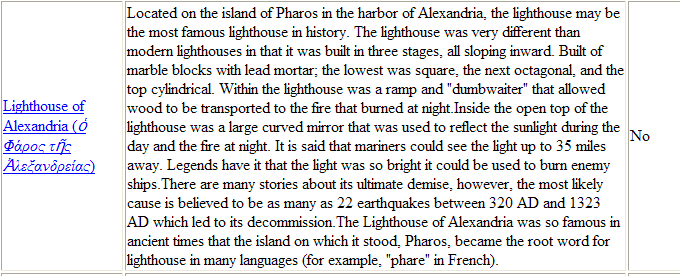 Lighthouse of
Alexandria (ὁ
Φάρος τῆς
Ἀλεξανδρείας)
Located on the island of Pharos in the harbor of Alexandria, the lighthouse may be
the most famous lighthouse in history. The lighthouse was very different than
modern lighthouses in that it was built in three stages, all sloping inward. Built of
marble blocks with lead mortar; the lowest was square, the next octagonal, and the
top cylindrical. Within the lighthouse was a ramp and "dumbwaiter" that allowed
wood to be transported to the fire that burned at night.Inside the open top of the
lighthouse was a large curved mirror that was used to reflect the sunlight during the
day and the fire at night. It is said that mariners could see the light up to 35 miles
away. Legends have it that the light was so bright it could be used to burn enemy
ships.There are many stories about its ultimate demise, however, the most likely
cause is believed to be as many as 22 earthquakes between 320 AD and 1323
AD which led to its decommission.The Lighthouse of Alexandria was so famous in
ancient times that the island on which it stood, Pharos, became the root word for
lighthouse in many languages (for example, "phare" in French).
No